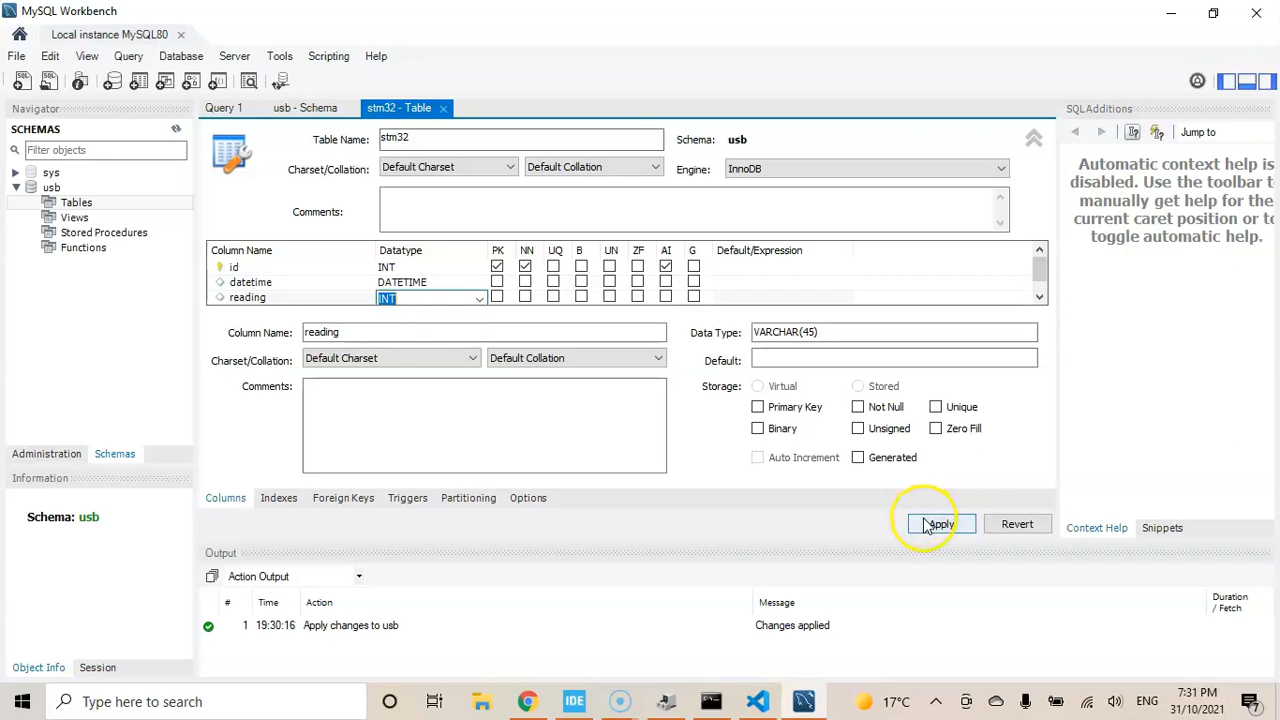 MySQL Workbench
Local instance MySQL80
File Edit View Query Database Server Tools Scripting Help
Navigator
SCHEMAS
Filter objects
sys
usb
Tables
Views
Stored Procedures
Functions
Administration Schemas
Information
Schema: usb
Object Info Session
Query 1 usb - Schema stm32 - Table
Table Name: stm32 Schema: usb
Charset/Collation: Default Charset Default Collation Engine: InnoDB
Comments:
Column Name Datatype PK NN UQ B UN ZF AI G Default/Expression
id INT
datetime DATETIME
reading INT
Column Name: reading Data Type: VARCHAR(45)
Charset/Collation: Default Charset Default Collation Default:
Comments: Storage: Virtual Stored
Primary Key Not Null Unique
Binary Unsigned Zero Fill
Auto Increment Generated
Columns Indexes Foreign Keys Triggers Partitioning Options
Apply Revert
Output
Action Output
# Time Action Message Duration / Fetch
1 19:30:16 Apply changes to usb Changes applied
SQLAdditions
Jump to
Automatic context help is
disabled. Use the toolbar to
manually get help for the
current caret position or to
toggle automatic help.
Context Help Snippets
Type here to search
IDE
17°C
ENG
7:31 PM
31/10/2021
7